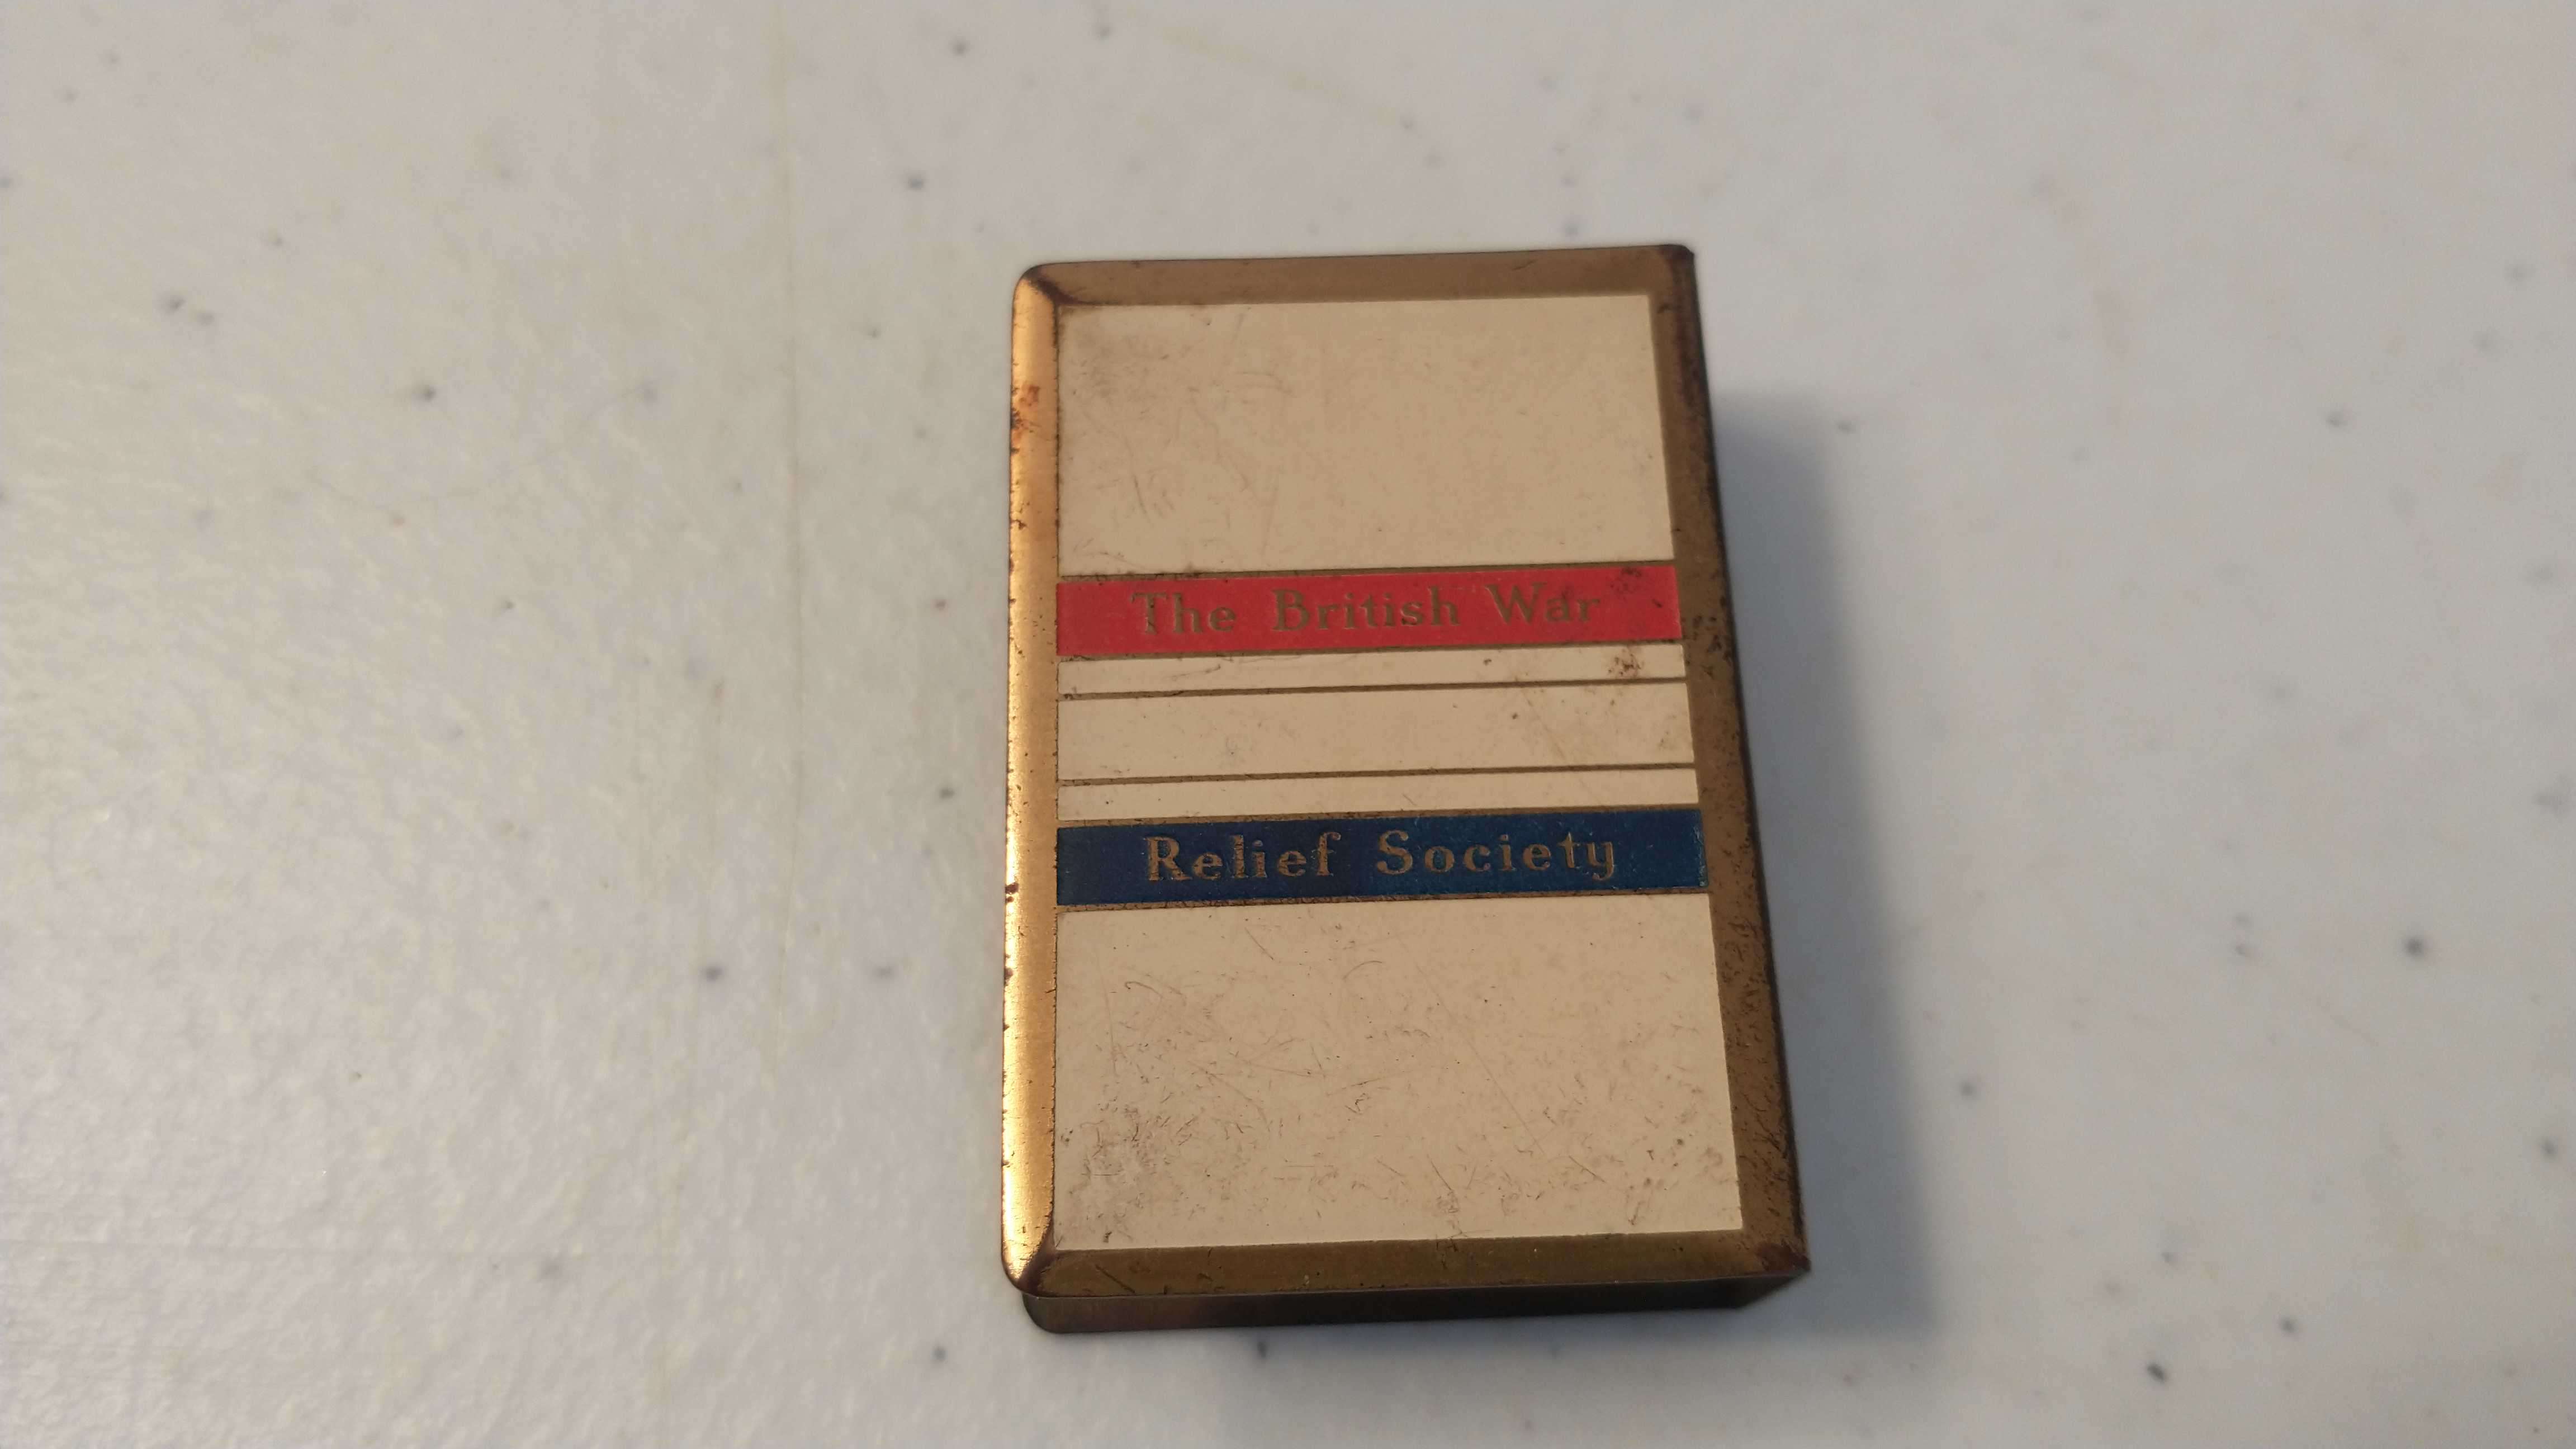 The British War
Relief Society